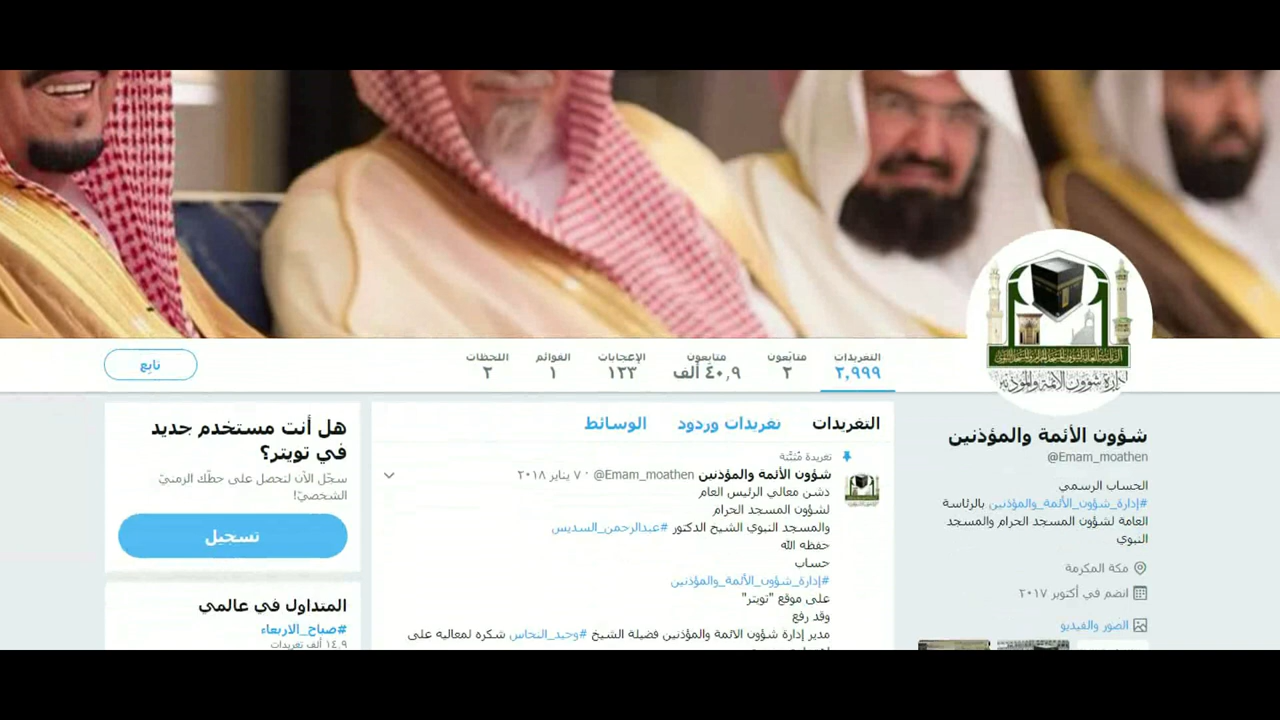 التغريدات
٢,٩٩٩
متابَعون
٢
متابعون
٤٠,٩ ألف
الإعجابات
١٢٣
القوائم
١
اللحظات
٢
تابِع
إدارة شؤون الأئمة والمؤذنين
شؤون الأئمة والمؤذنين
@Emam_moathen
الحساب الرسمي
#إدارة_شؤون_الأئمة_والمؤذنين بالرئاسة
العامة لشؤون المسجد الحرام والمسجد
النبوي
مكة المكرمة
انضم في أكتوبر ٢٠١٧
الصور والفيديو
التغريدات
تغريدات وردود
الوسائط
تغريدة مُثبَّتة
شؤون الأئمة والمؤذنين @Emam_moathen · ٧ يناير ٢٠١٨
دشن معالي الرئيس العام
لشؤون المسجد الحرام
والمسجد النبوي الشيخ الدكتور #عبدالرحمن_السديس
حفظه الله
حساب
#إدارة_شؤون_الأئمة_والمؤذنين
على موقع "تويتر"
وقد رفع
مدير إدارة شؤون الائمة والمؤذنين فضيلة الشيخ #وحيد_النحاس شكره لمعاليه على
هل أنت مستخدم جديد
في تويتر؟
سجّل الآن لتحصل على خطّك الزمنيّ
الشخصيّ!
تسجيل
المتداول في عالمي
#صباح_الاربعاء
١٤,٩ ألف تغريدات